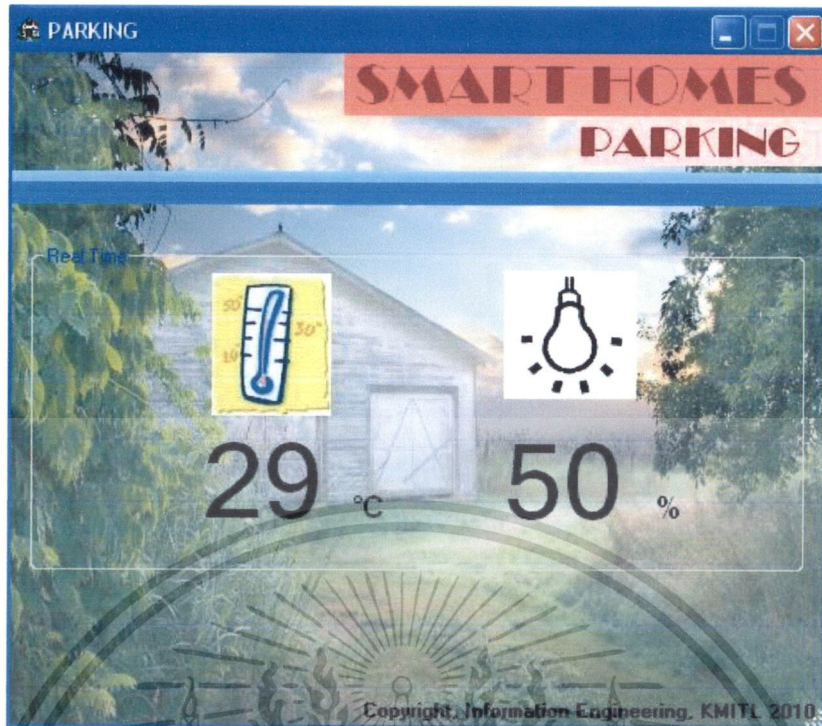 PARKING
SMART HOMES
PARKING
Real Time
50°
30°
10°
29 °C
50 %
Copyright, Information Engineering, KMITL 2010